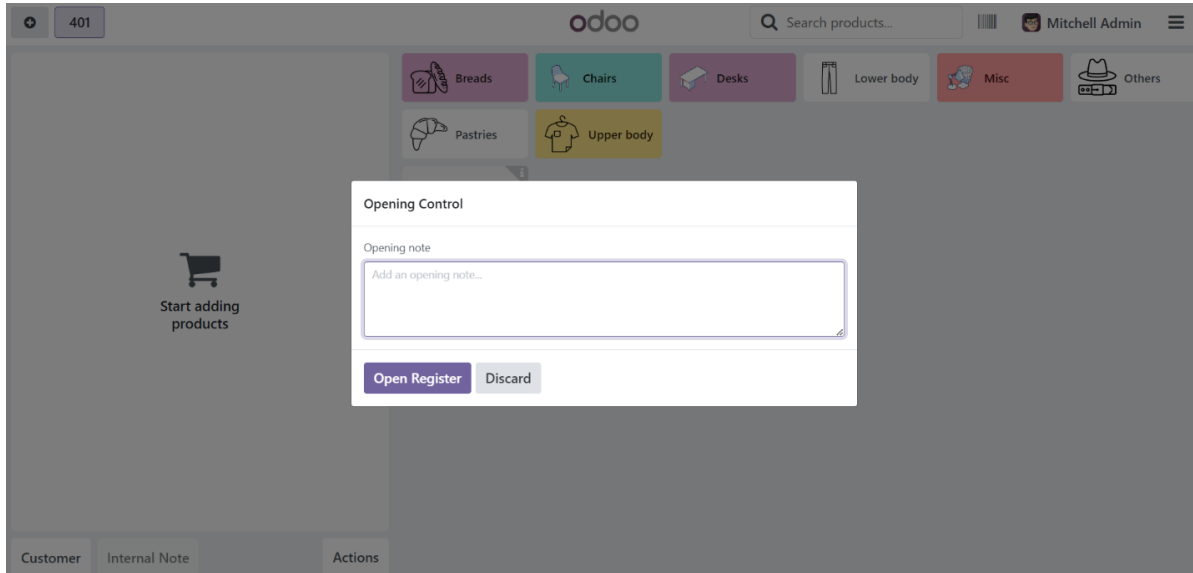 401
odoo
Search products...
Mitchell Admin
Breads
Chairs
Desks
Lower body
Misc
Others
Pastries
Upper body
i
Start adding
products
Opening Control
Opening note
Add an opening note...
Open Register
Discard
Customer
Internal Note
Actions